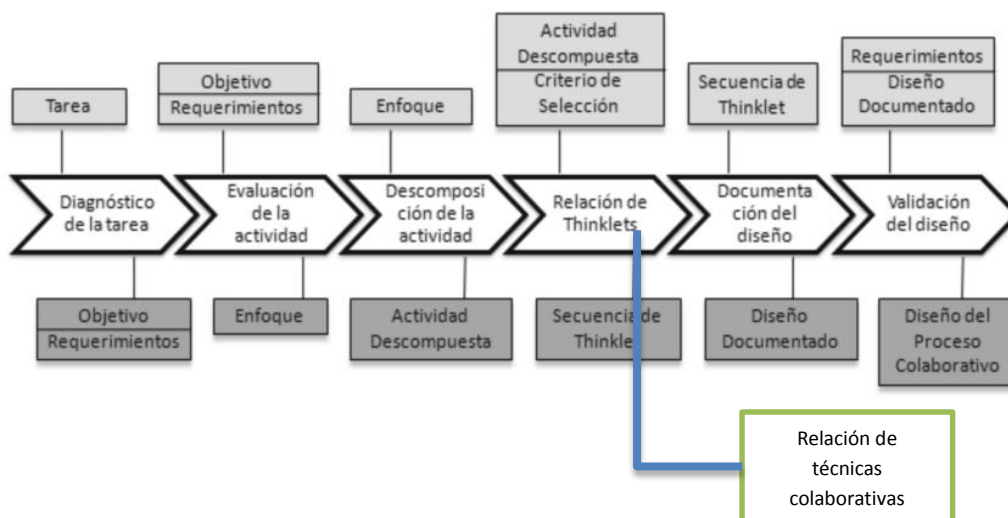 Actividad
Descompuesta
Criterio de
Selección
Objetivo
Requerimientos
Requerimientos
Diseño
Documentado
Tarea
Enfoque
Secuencia de
Thinklet
Diagnóstico
de la tarea
Evaluación
de la
actividad
Descomposi
ción de la
actividad
Relación de
Thinklets
Documenta
ción del
diseño
Validación
del diseño
Objetivo
Requerimientos
Enfoque
Actividad
Descompuesta
Secuencia de
Thinkle
Diseño
Documentado
Diseño del
Proceso
Colaborativo
Relación de
técnicas
colaborativas